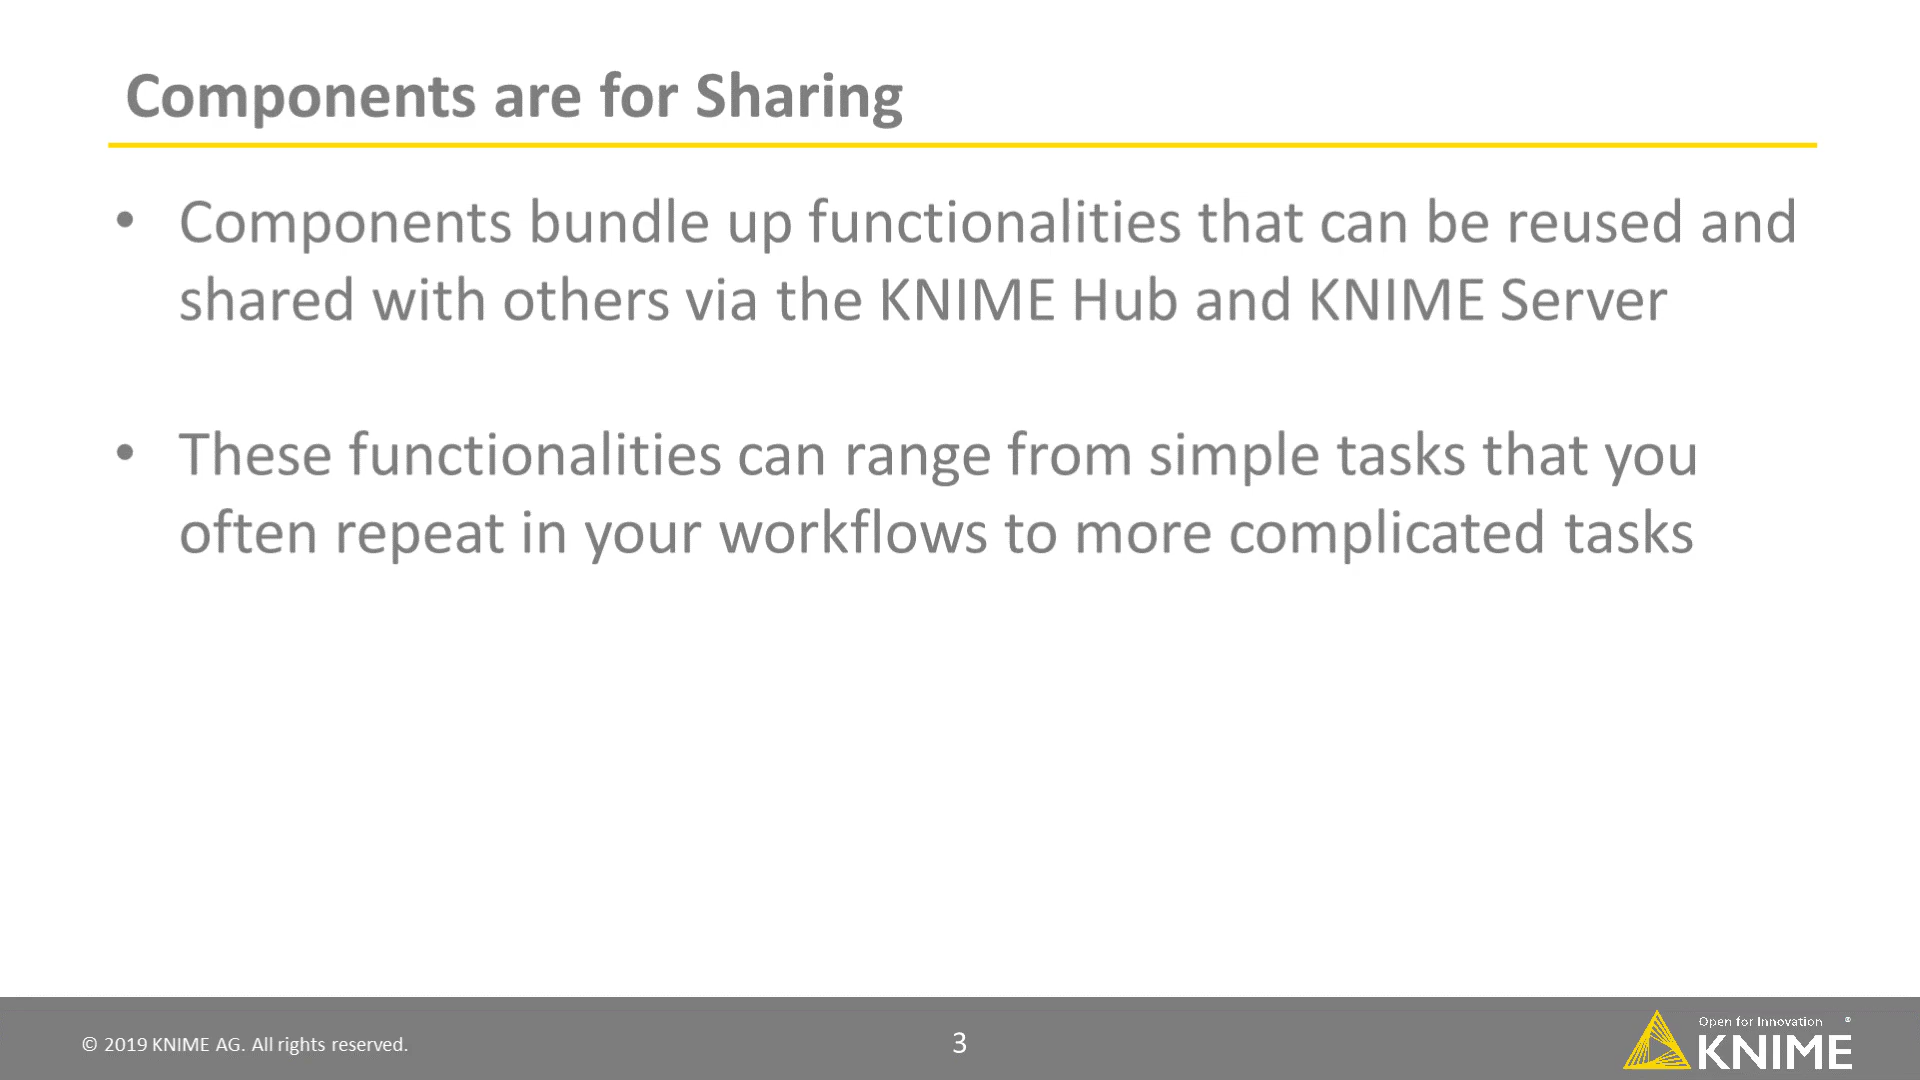 Components are for Sharing
• Components bundle up functionalities that can be reused and
shared with others via the KNIME Hub and KNIME Server
• These functionalities can range from simple tasks that you
often repeat in your workflows to more complicated tasks
© 2019 KNIME AG. All rights reserved.
3
Open for Innovation ®
KNIME